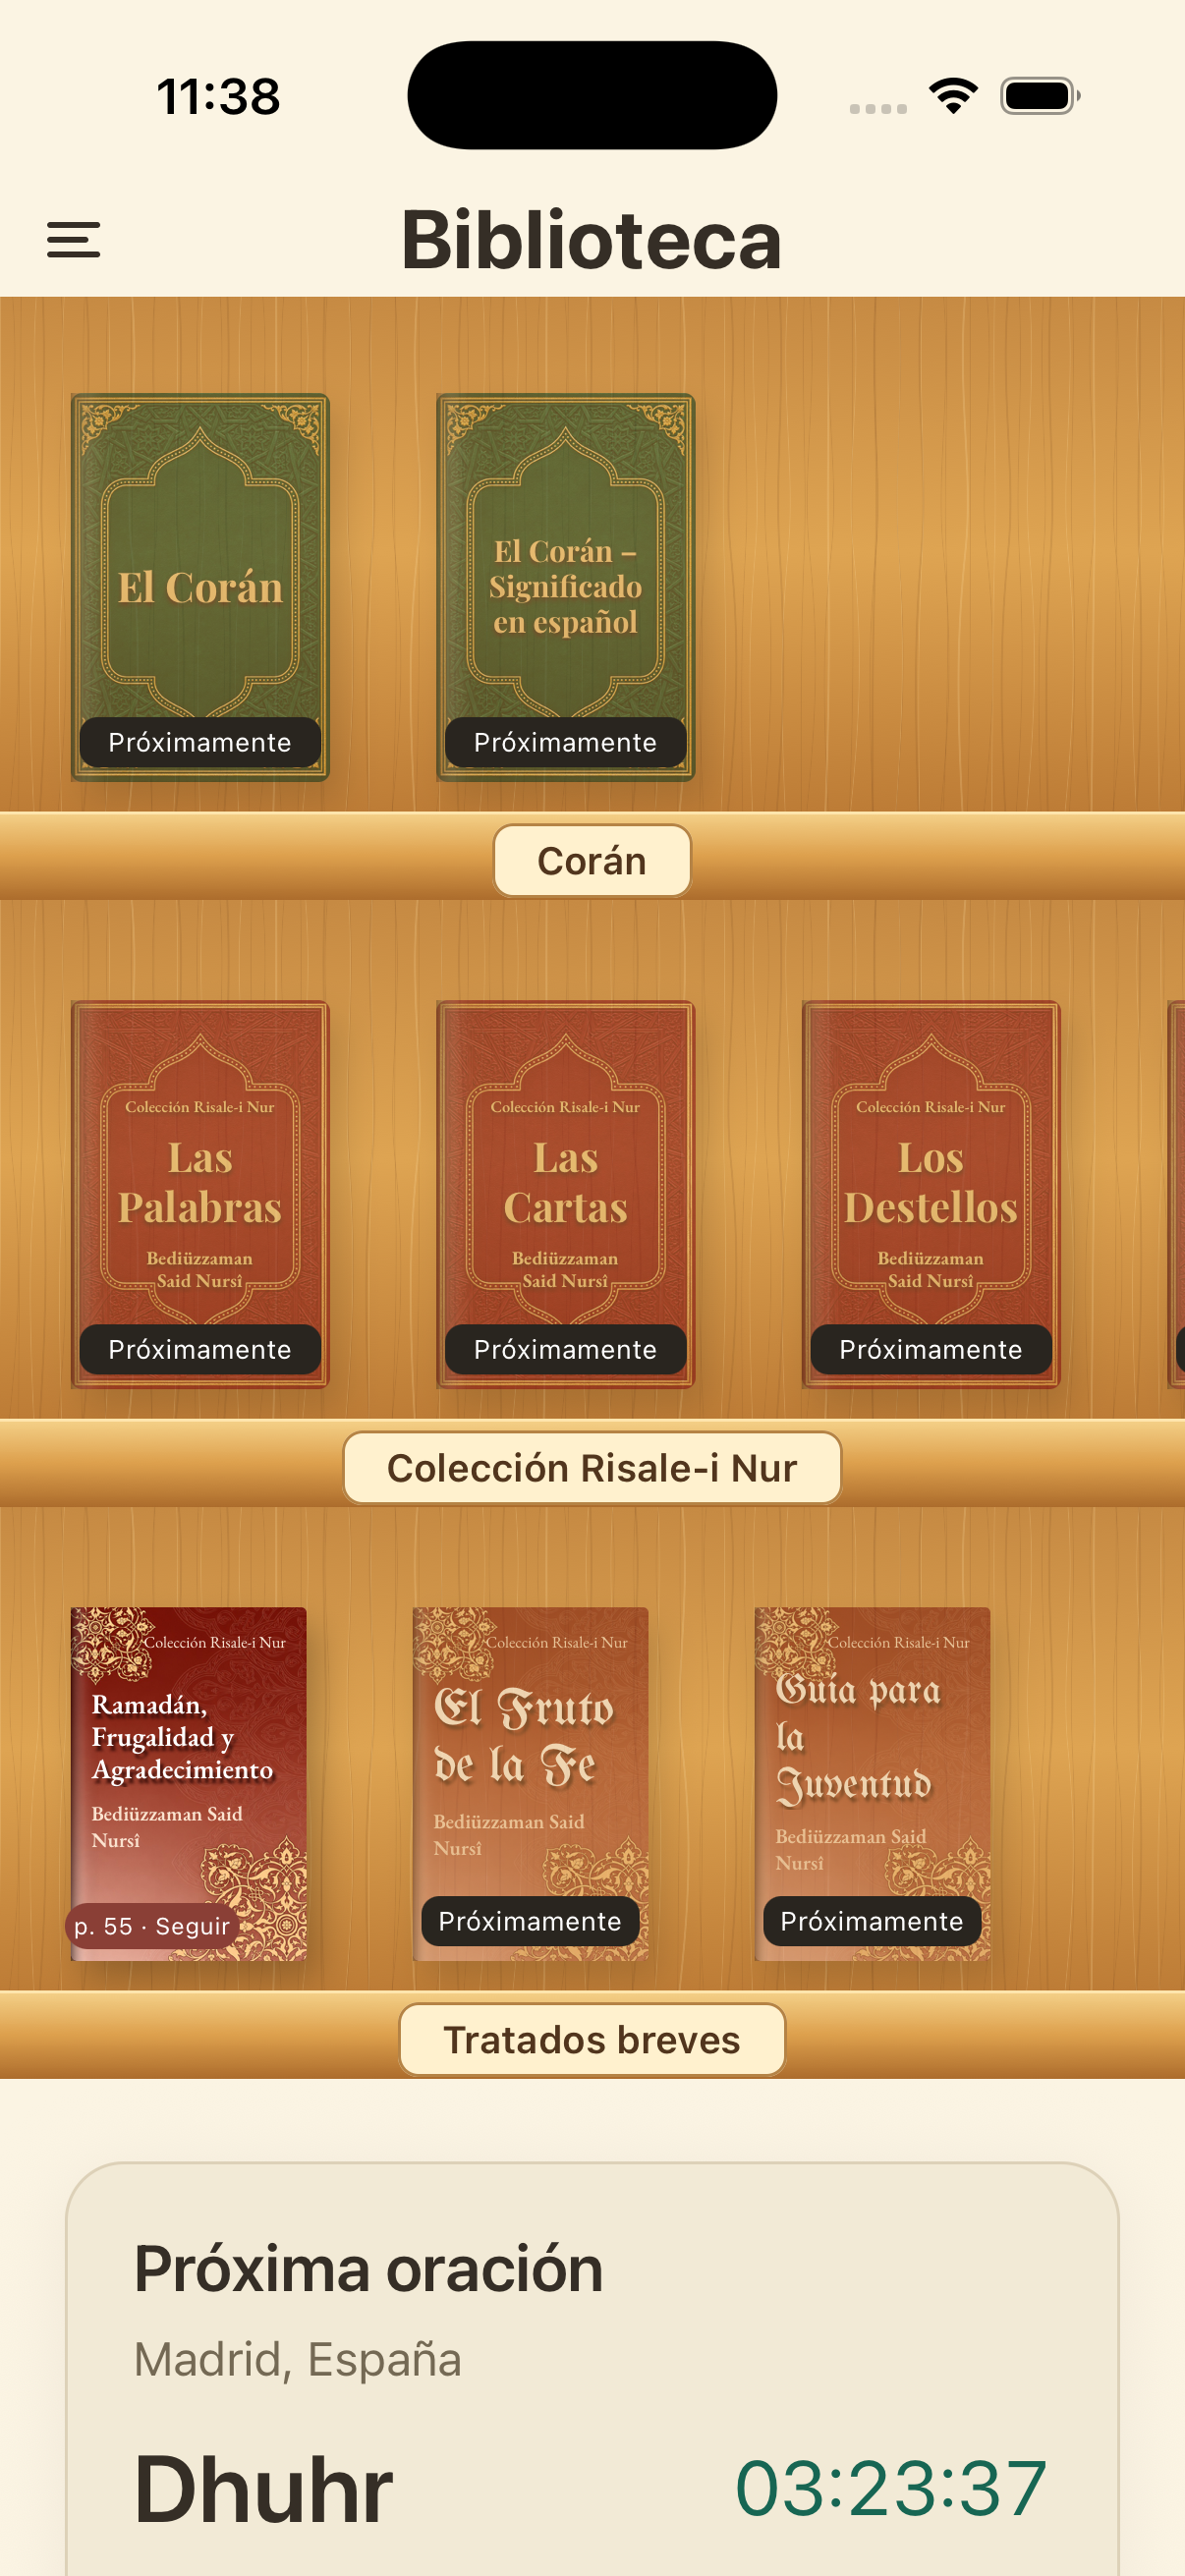 11:38
Biblioteca
El Corán
Próximamente
El Corán –
Significado
en español
Próximamente
Corán
Colección Risale-i Nur
Las
Palabras
Bediüzzaman
Said Nursî
Próximamente
Colección Risale-i Nur
Las
Cartas
Bediüzzaman
Said Nursî
Próximamente
Colección Risale-i Nur
Los
Destellos
Bediüzzaman
Said Nursî
Próximamente
Colección Risale-i Nur
Colección Risale-i Nur
Ramadán,
Frugalidad y
Agradecimiento
Bediüzzaman Said
Nursî
p. 55 · Seguir
Colección Risale-i Nur
El Fruto
de la Fe
Bediüzzaman Said
Nursî
Próximamente
Colección Risale-i Nur
Guía para
la
Juventud
Bediüzzaman Said
Nursî
Próximamente
Tratados breves
Próxima oración
Madrid, España
Dhuhr
03:23:37